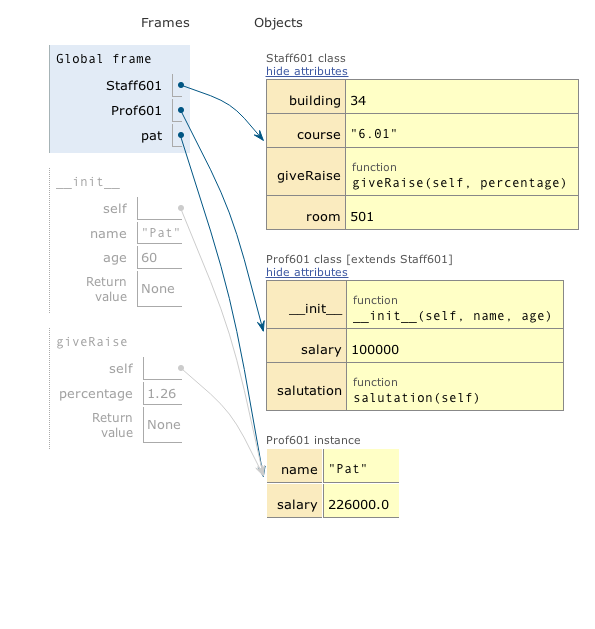 Frames
Objects
Global frame
Staff601
Prof601
pat
__init__
self
name "Pat"
age 60
Return
value None
giveRaise
self
percentage 1.26
Return
value None
Staff601 class
hide attributes
building 34
course "6.01"
giveRaise function
giveRaise(self, percentage)
room 501
Prof601 class [extends Staff601]
hide attributes
__init__ function
__init__(self, name, age)
salary 100000
salutation function
salutation(self)
Prof601 instance
name "Pat"
salary 226000.0